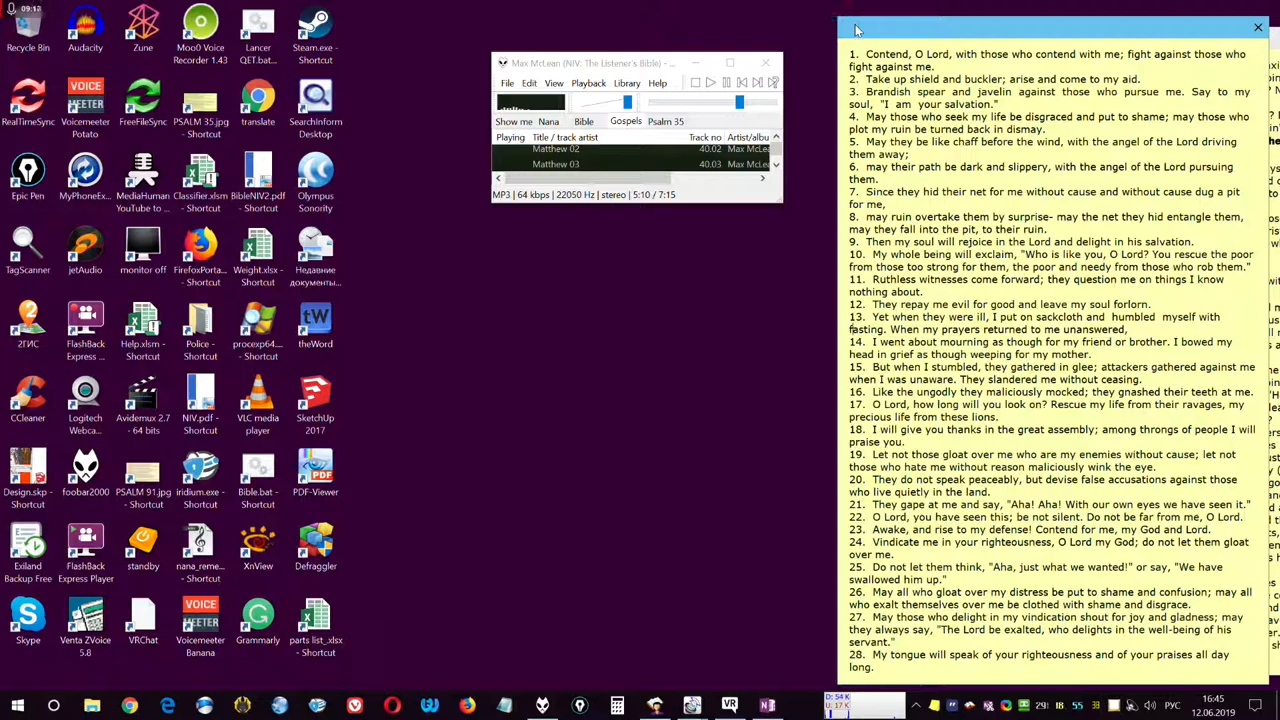 09:12
Recycle Bin
Audacity
Zune
Moo0 Voice Recorder 1.43
Lancer QET.bat...
Steam.exe - Shortcut
RealTimeSync
VOICE MEETER
Voicemeeter Potato
FreeFileSync
PSALM 35.jpg - Shortcut
translate
SearchInform Desktop
Epic Pen
MyPhoneEx...
MediaHuman YouTube to ...
Classifier.xlsx - Shortcut
BibleNIV2.pdf - Shortcut
Olympus Sonority
TagScanner
jetAudio
monitor off
FirefoxPorta...
Weight.xlsx - Shortcut
Недавние документы
2ГИС
FlashBack Express ...
Help.xlsm - Shortcut
Police - Shortcut
procexp64....
tW
theWord
CCleaner
Logitech Webca...
Avidemux 2.7 - 64 bits
NIV.pdf - Shortcut
VLC media player
SketchUp 2017
Design.skp - Shortcut
foobar2000
PSALM 91.jpg - Shortcut
iridium.exe - Shortcut
Bible.bat - Shortcut
PDF
PDF-Viewer
Exiland Backup Free
FlashBack Express Player
standby
nana_reme...
XnView
Defraggler
Skype
Venta ZVoice 5.8
VRChat
VOICE MEETER
Voicemeeter Banana
Grammarly
parts list_.xlsx - Shortcut
Max McLean (NIV: The Listener's Bible) - ...
File Edit View Playback Library Help
Show me Nana Bible Gospels Psalm 35
Playing Title / track artist Track no Artist/albu
Matthew 02 40.02 Max McLea
Matthew 03 40.03 Max McLea
MP3 | 64 kbps | 22050 Hz | stereo | 5:10 / 7:15
1. Contend, O Lord, with those who contend with me; fight against those who
fight against me.
2. Take up shield and buckler; arise and come to my aid.
3. Brandish spear and javelin against those who pursue me. Say to my
soul, "I am your salvation."
4. May those who seek my life be disgraced and put to shame; may those who
plot my ruin be turned back in dismay.
5. May they be like chaff before the wind, with the angel of the Lord driving
them away;
6. may their path be dark and slippery, with the angel of the Lord pursuing
them.
7. Since they hid their net for me without cause and without cause dug a pit
for me,
8. may ruin overtake them by surprise- may the net they hid entangle them,
may they fall into the pit, to their ruin.
9. Then my soul will rejoice in the Lord and delight in his salvation.
10. My whole being will exclaim, "Who is like you, O Lord? You rescue the poor
from those too strong for them, the poor and needy from those who rob them."
11. Ruthless witnesses come forward; they question me on things I know
nothing about.
12. They repay me evil for good and leave my soul forlorn.
13. Yet when they were ill, I put on sackcloth and humbled myself with
fasting. When my prayers returned to me unanswered,
14. I went about mourning as though for my friend or brother. I bowed my
head in grief as though weeping for my mother.
15. But when I stumbled, they gathered in glee; attackers gathered against me
when I was unaware. They slandered me without ceasing.
16. Like the ungodly they maliciously mocked; they gnashed their teeth at me.
17. O Lord, how long will you look on? Rescue my life from their ravages, my
precious life from these lions.
18. I will give you thanks in the great assembly; among throngs of people I will
praise you.
19. Let not those gloat over me who are my enemies without cause; let not
those who hate me without reason maliciously wink the eye.
20. They do not speak peaceably, but devise false accusations against those
who live quietly in the land.
21. They gape at me and say, "Aha! Aha! With our own eyes we have seen it."
22. O Lord, you have seen this; be not silent. Do not be far from me, O Lord.
23. Awake, and rise to my defense! Contend for me, my God and Lord.
24. Vindicate me in your righteousness, O Lord my God; do not let them gloat
over me.
25. Do not let them think, "Aha, just what we wanted!" or say, "We have
swallowed him up."
26. May all who gloat over my distress be put to shame and confusion; may all
who exalt themselves over me be clothed with shame and disgrace.
27. May those who delight in my vindication shout for joy and gladness; may
they always say, "The Lord be exalted, who delights in the well-being of his
servant."
28. My tongue will speak of your righteousness and of your praises all day
long.
D: 54 K
U: 17 K
29 18 55
РУС
16:45
12.06.2019